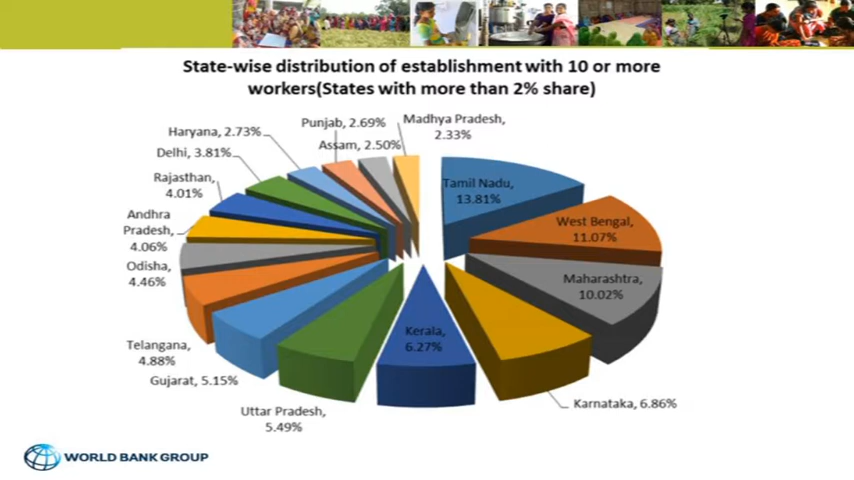 State-wise distribution of establishment with 10 or more
workers(States with more than 2% share)
Madhya Pradesh,
2.33%
Punjab, 2.69%
Assam, 2.50%
Haryana, 2.73%
Delhi, 3.81%
Rajasthan,
4.01%
Andhra
Pradesh,
4.06%
Odisha,
4.46%
Telangana,
4.88%
Gujarat, 5.15%
Uttar Pradesh,
5.49%
Kerala,
6.27%
Karnataka, 6.86%
Maharashtra,
10.02%
West Bengal,
11.07%
Tamil Nadu,
13.81%
WORLD BANK GROUP